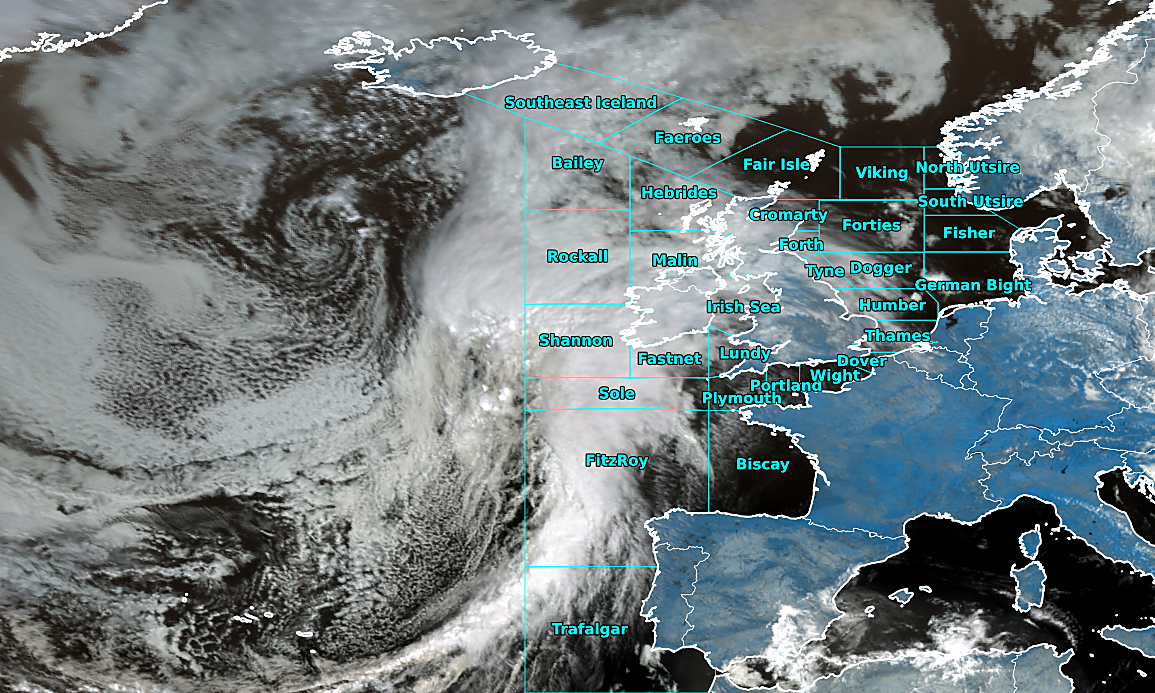 Southeast Iceland
Faeroes
Bailey
Fair Isle
North Utsire
Viking
Hebrides
South Utsire
Cromarty
Forties
Fisher
Forth
Rockall
Malin
Tyne
Dogger
German Bight
Irish Sea
Humber
Thames
Shannon
Fastnet
Lundy
Dover
Wight
Portland
Sole
Plymouth
FitzRoy
Biscay
Trafalgar